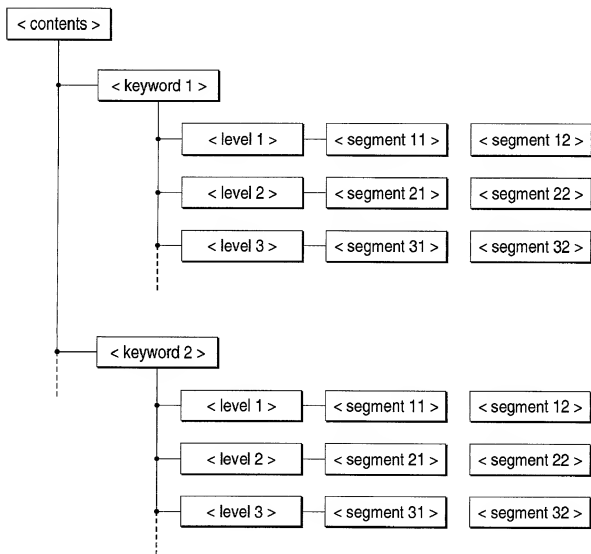 < contents >
< keyword 1 >
< level 1 > < segment 11 > < segment 12 >
< level 2 > < segment 21 > < segment 22 >
< level 3 > < segment 31 > < segment 32 >
< keyword 2 >
< level 1 > < segment 11 > < segment 12 >
< level 2 > < segment 21 > < segment 22 >
< level 3 > < segment 31 > < segment 32 >